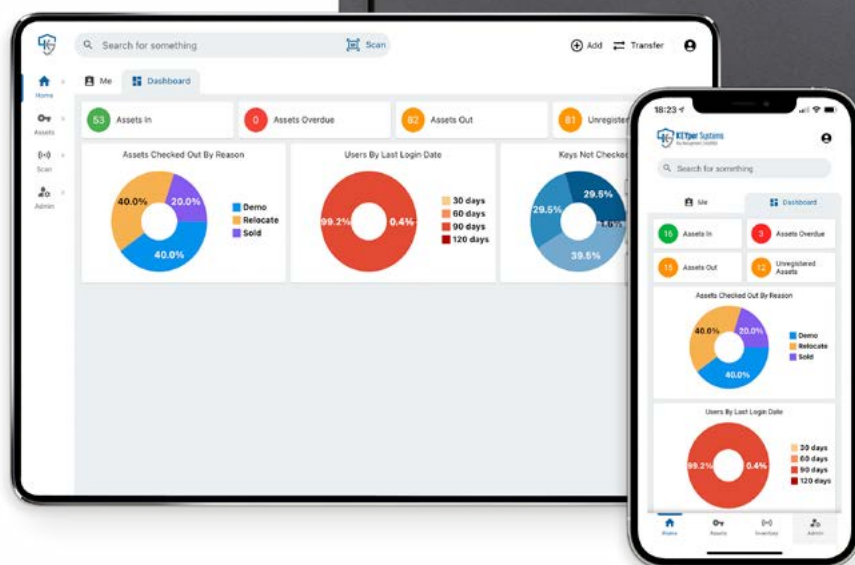 Search for something
Scan
Add
Transfer
Home
Me
Dashboard
Assets
Scan
Admin
53 Assets In
0 Assets Overdue
82 Assets Out
81
Assets Checked Out By Reason
40.0%
20.0%
40.0%
Demo
Relocate
Sold
Users By Last Login Date
99.2%
0.4%
30 days
60 days
90 days
120 days
Keys Not Checked
29.5%
29.5%
39.5%
18:23
KEYper Systems
Search for something
Me
Dashboard
16 Assets In
3 Assets Overdue
15 Assets Out
12 Unregistered
Assets
Assets Checked Out By Reason
40.0%
20.0%
40.0%
Demo
Relocate
Sold
Users By Last Login Date
99.2%
0.4%
30 days
60 days
90 days
120 days
Home
Assets
Inventory
Admin